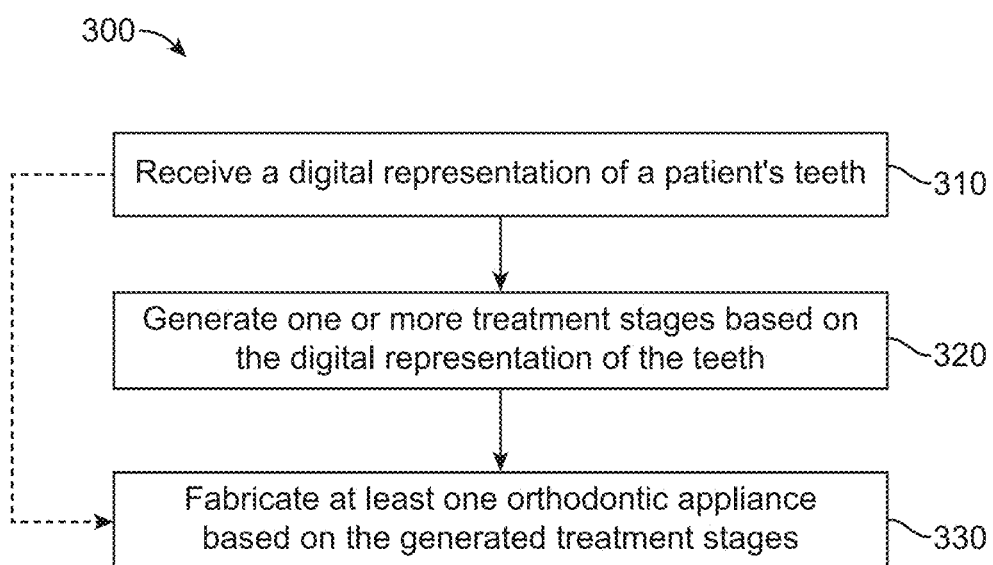 300
Receive a digital representation of a patient's teeth
310
Generate one or more treatment stages based on
the digital representation of the teeth
320
Fabricate at least one orthodontic appliance
based on the generated treatment stages
330